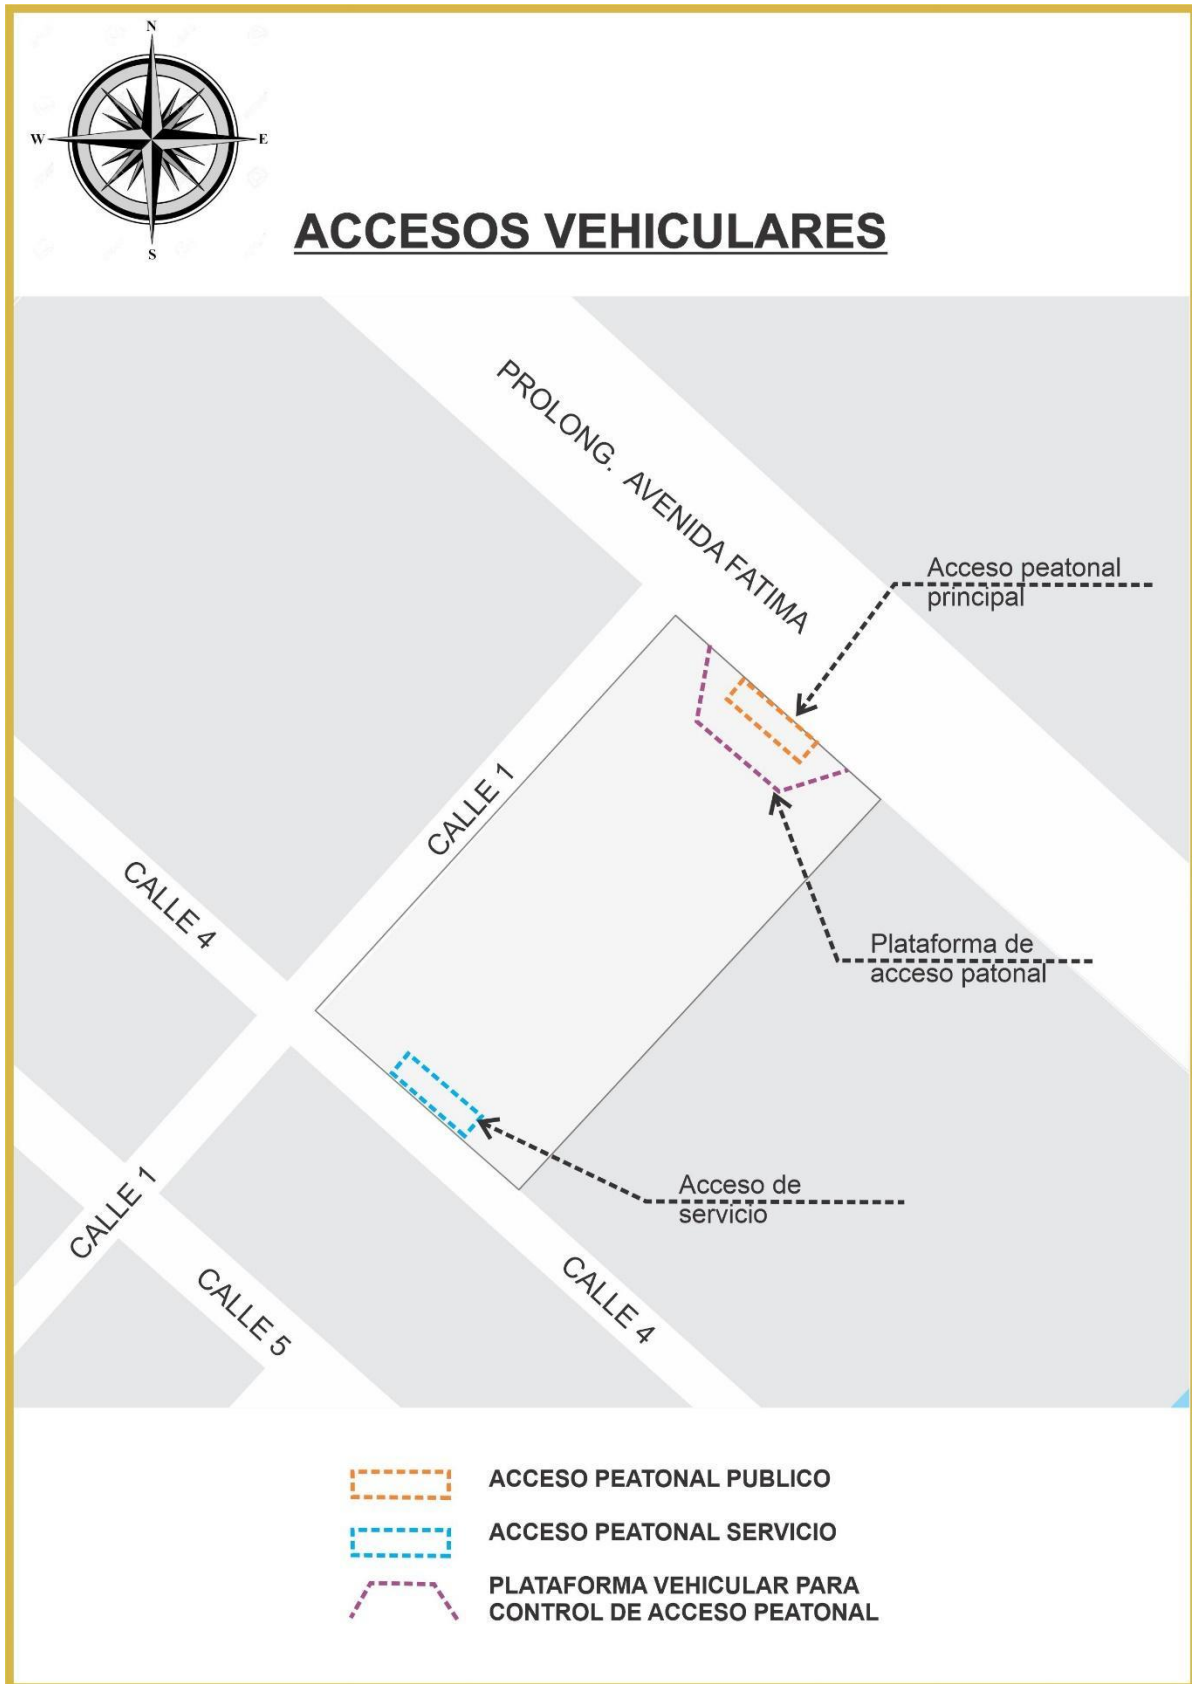 N
W
E
S
ACCESOS VEHICULARES
PROLONG. AVENIDA FATIMA
Acceso peatonal
principal
CALLE 1
CALLE 4
Plataforma de
acceso patonal
CALLE 1
Acceso de
servicio
CALLE 5
CALLE 4
ACCESO PEATONAL PUBLICO
ACCESO PEATONAL SERVICIO
PLATAFORMA VEHICULAR PARA
CONTROL DE ACCESO PEATONAL